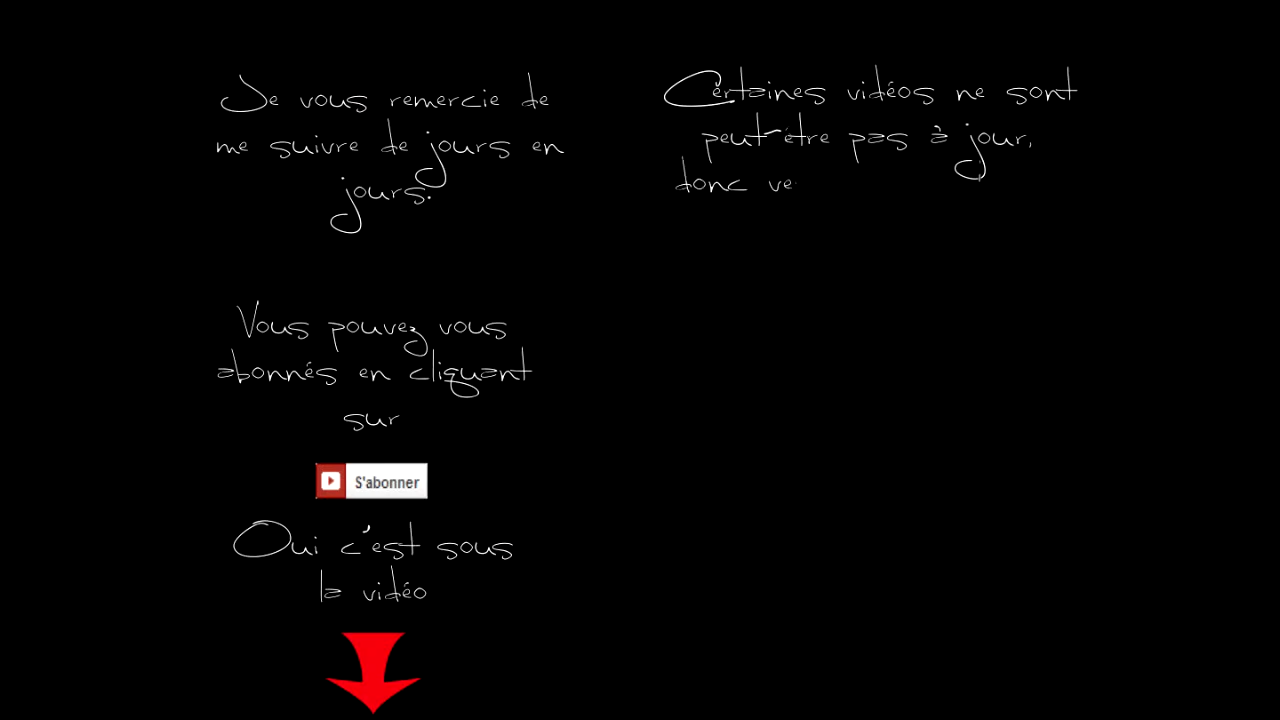 Je vous remercie de
me suivre de jours en
jours.
Vous pouvez vous
abonnés en cliquant
sur
S'abonner
Oui c'est sous
la vidéo
Certaines vidéos ne sont
peut-être pas à jour,
donc ve